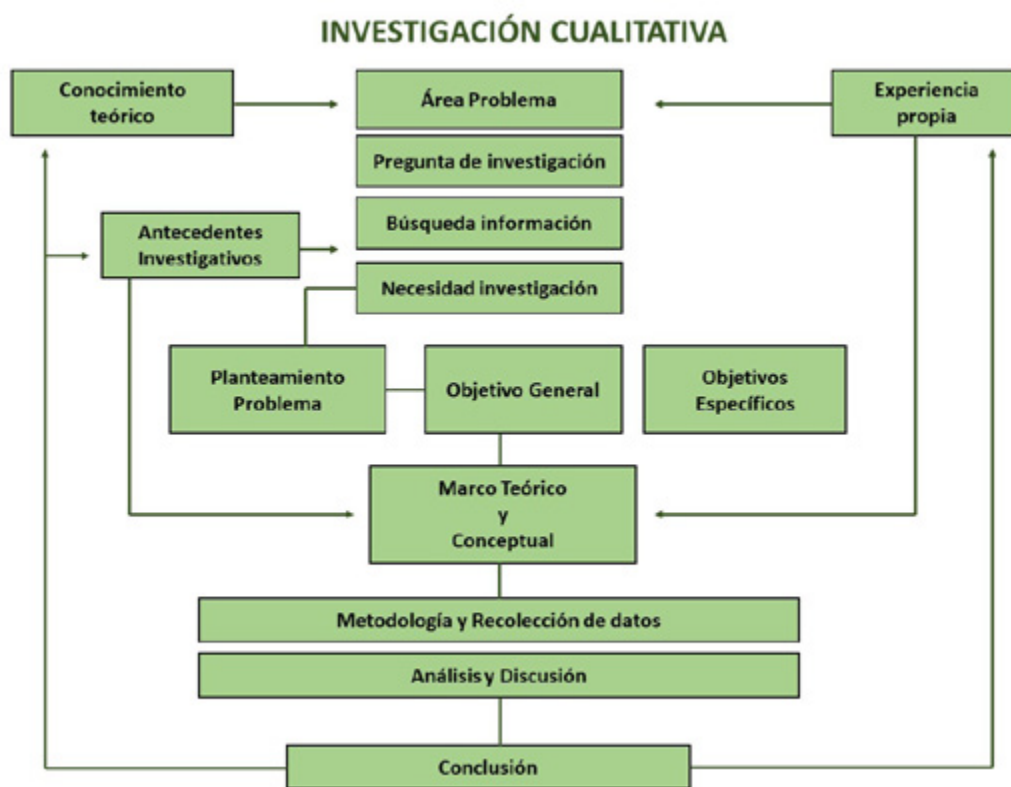 INVESTIGACIÓN CUALITATIVA
Conocimiento
teórico
Área Problema
Experiencia
propia
Pregunta de investigación
Antecedentes
Investigativos
Búsqueda información
Necesidad investigación
Planteamiento
Problema
Objetivo General
Objetivos
Específicos
Marco Teórico
y
Conceptual
Metodología y Recolección de datos
Análisis y Discusión
Conclusión